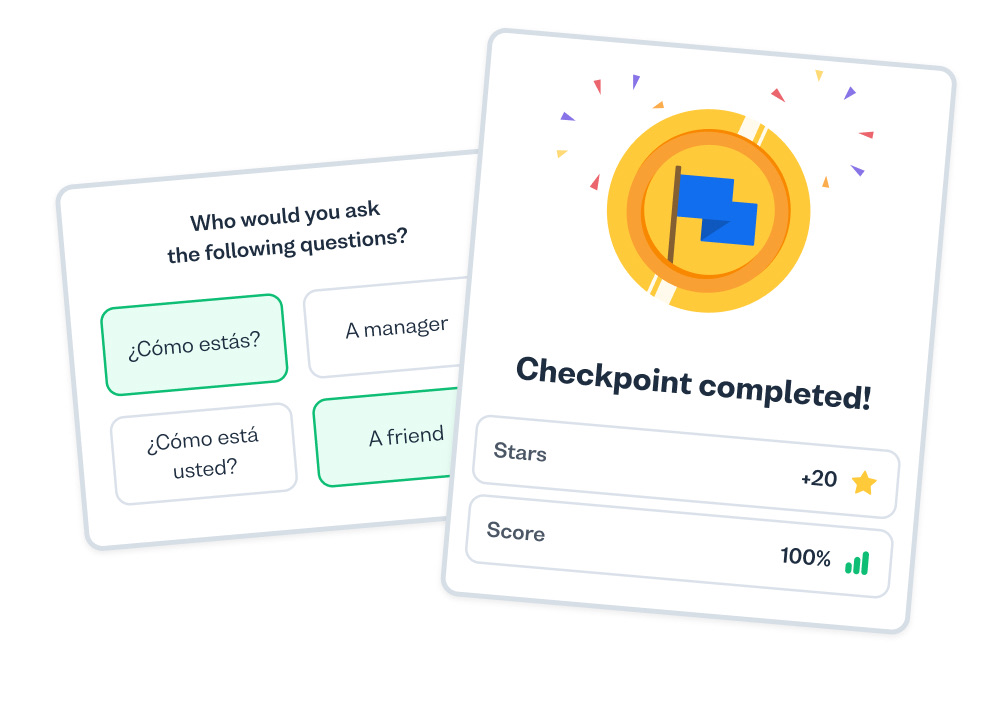 Who would you ask
the following questions?
¿Cómo estás?
A manager
¿Cómo está
usted?
A friend
Checkpoint completed!
Stars
+20
Score
100%